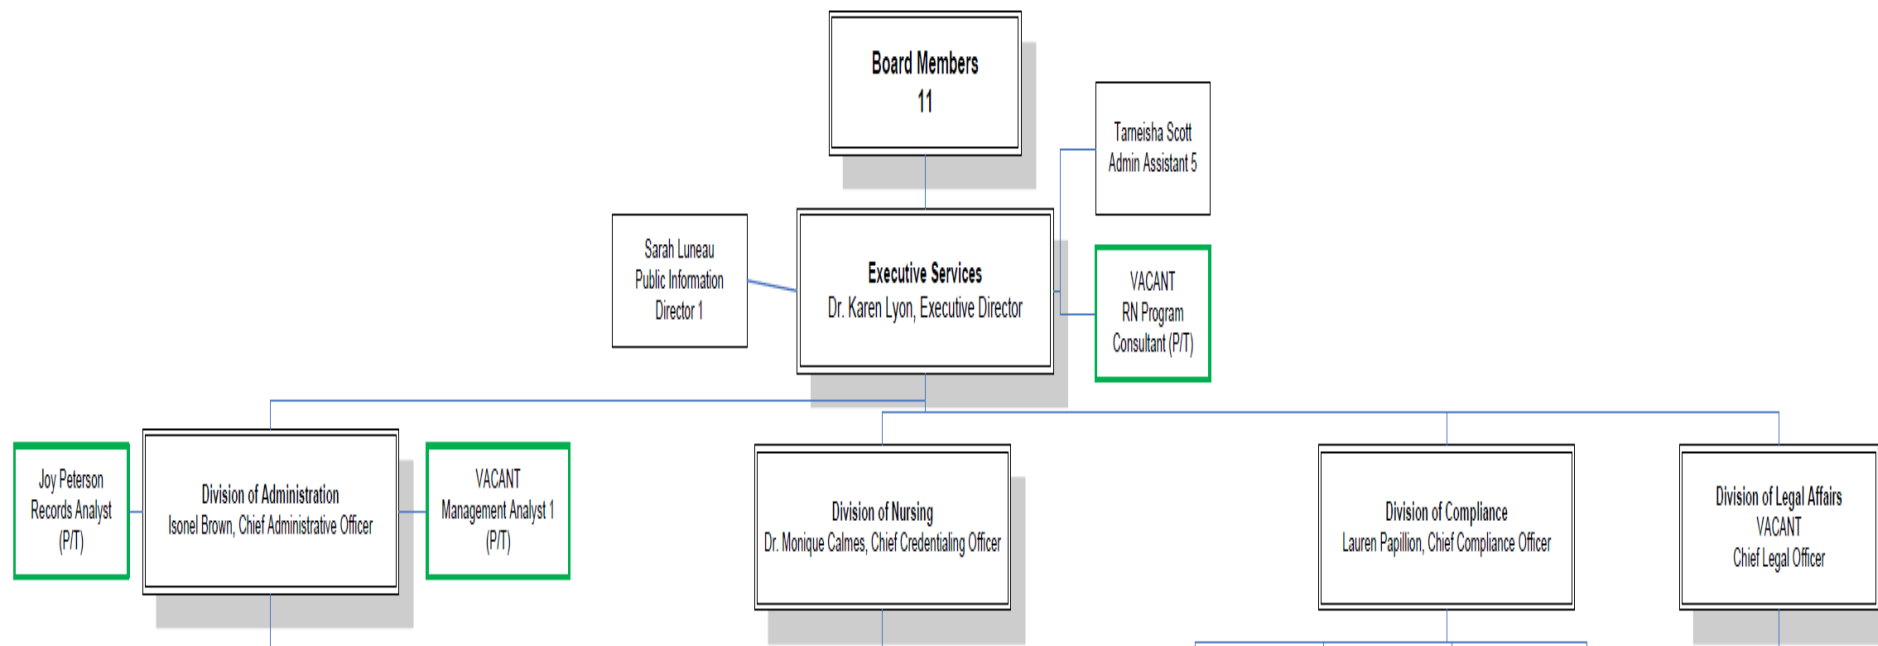 Board Members
11
Tameisha Scott
Admin Assistant 5
Sarah Luneau
Public Information
Director 1
Executive Services
Dr. Karen Lyon, Executive Director
VACANT
RN Program
Consultant (P/T)
Joy Peterson
Records Analyst
(P/T)
Division of Administration
Isonel Brown, Chief Administrative Officer
VACANT
Management Analyst 1
(P/T)
Division of Nursing
Dr. Monique Calmes, Chief Credentialing Officer
Division of Compliance
Lauren Papillion, Chief Compliance Officer
Division of Legal Affairs
VACANT
Chief Legal Officer